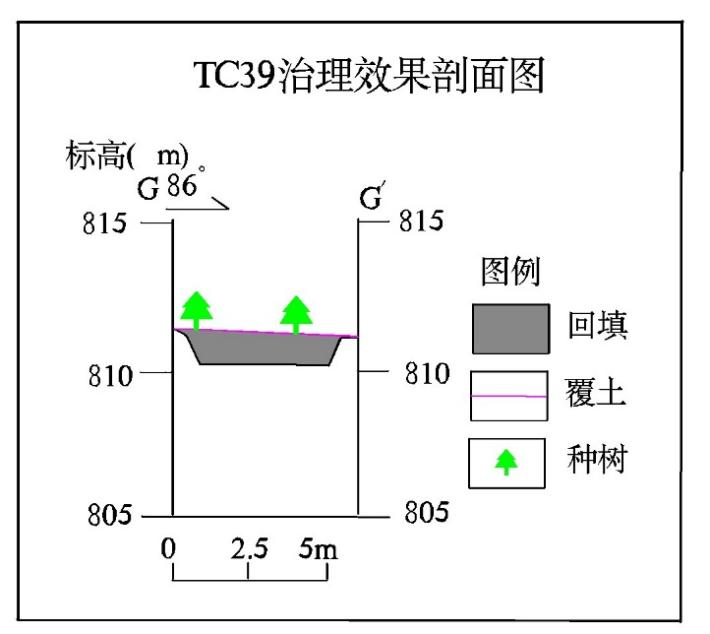 TC39治理效果剖面图
标高( m)
G 86° G′
815 815
图例
回填
810 810
覆土
种树
805 805
0 2.5 5m